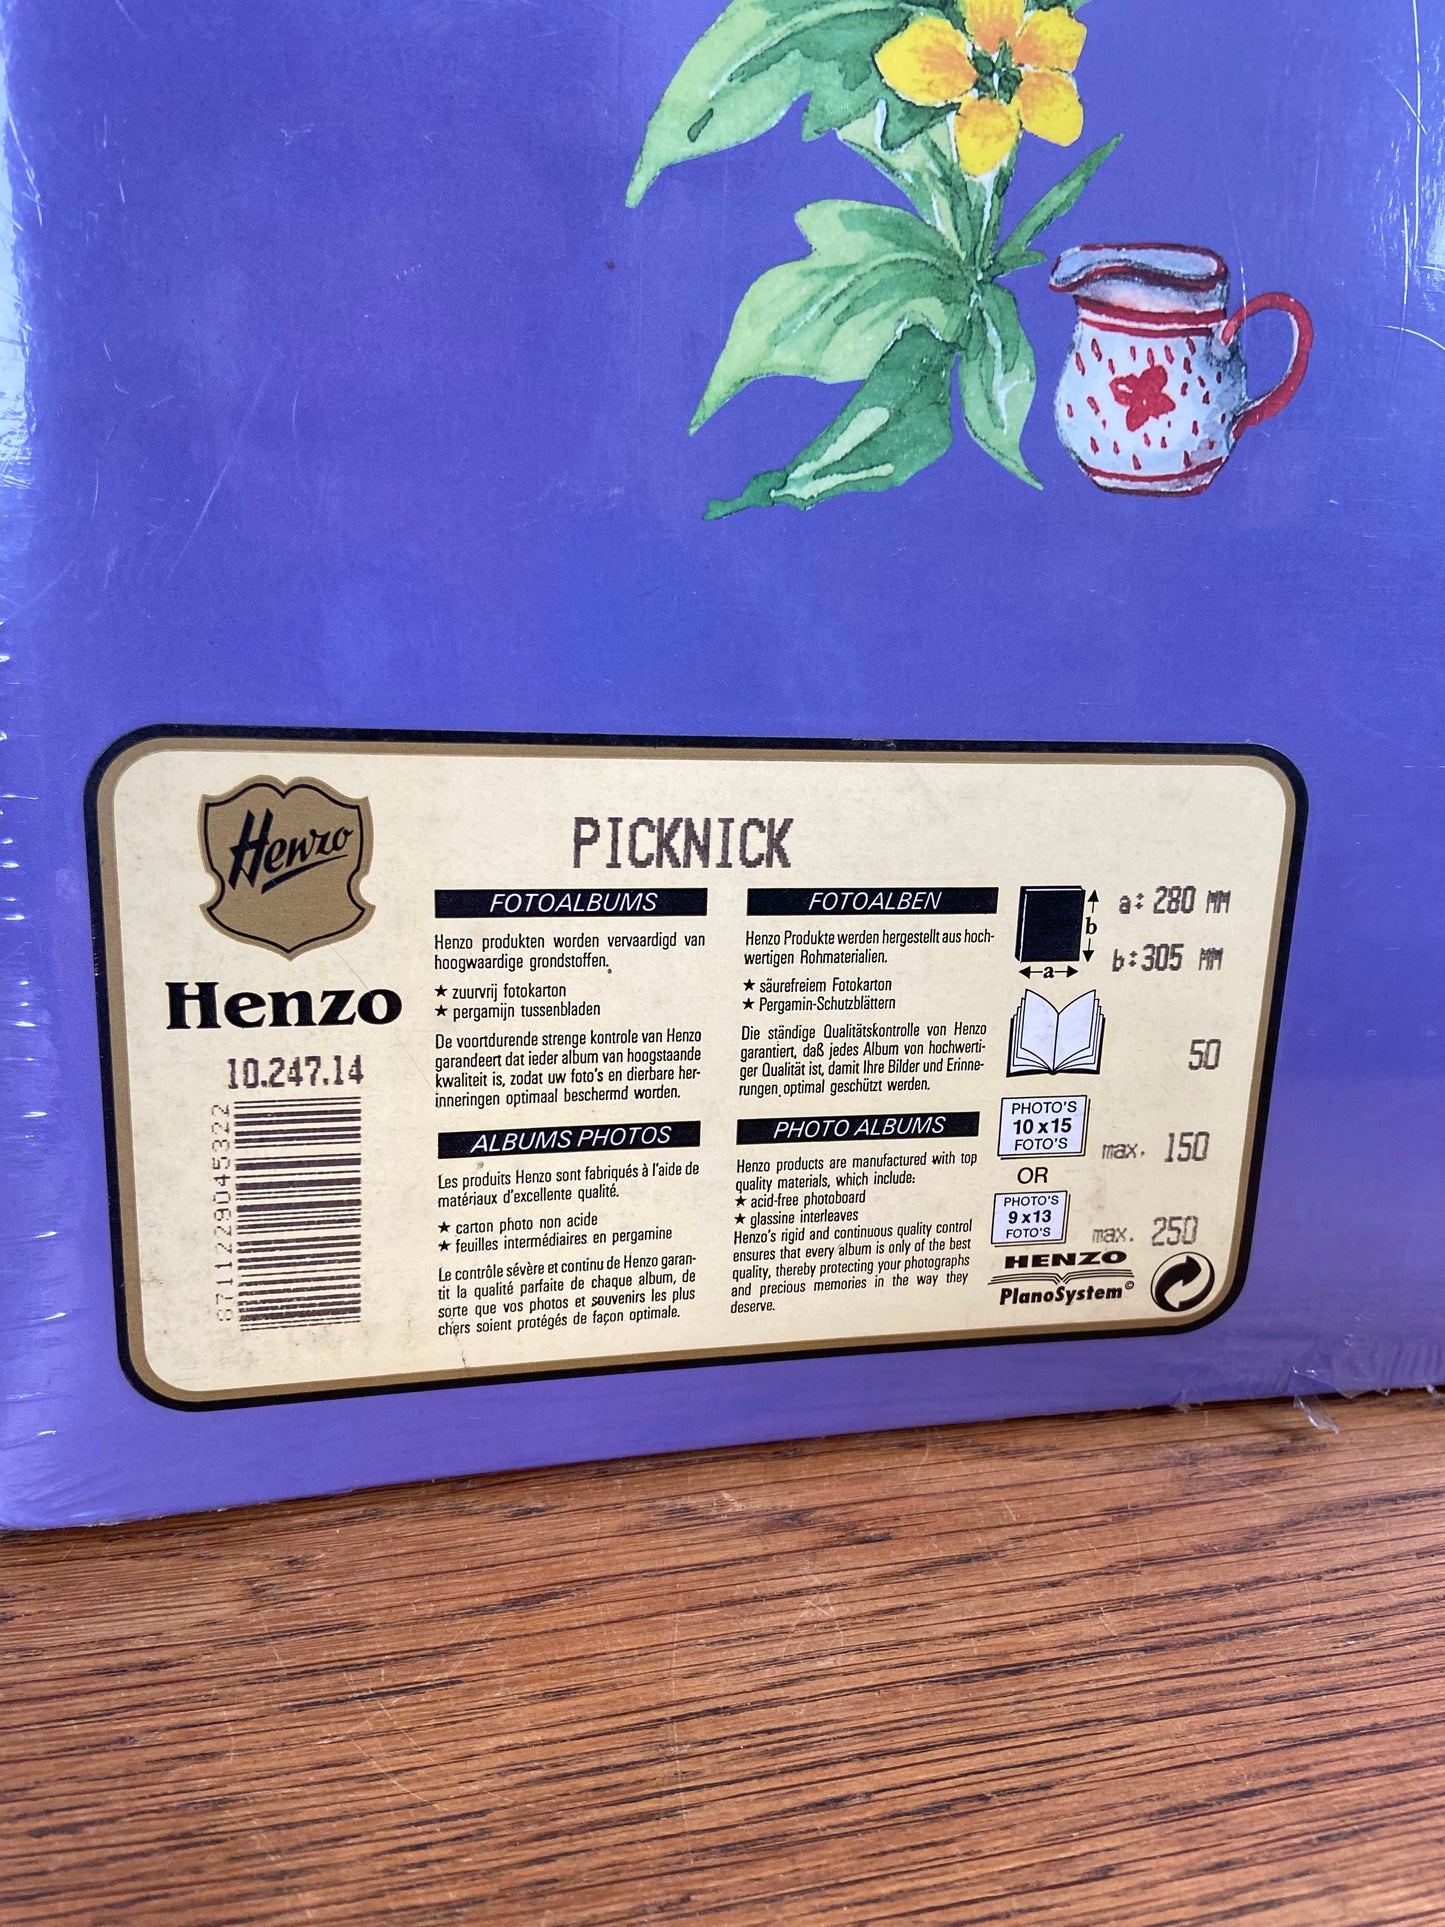 Henzo
Henzo
10.247.14
8711229045322
PICKNICK
FOTOALBUMS
Henzo produkten worden vervaardigd van
hoogwaardige grondstoffen.
★ zuurvrij fotokarton
★ pergamijn tussenbladen
De voortdurende strenge kontrole van Henzo
garandeert dat ieder album van hoogstaande
kwaliteit is, zodat uw foto's en dierbare her-
inneringen optimaal beschermd worden.
ALBUMS PHOTOS
Les produits Henzo sont fabriqués à l'aide de
matériaux d'excellente qualité.
★ carton photo non acide
★ feuilles intermédiaires en pergamine
Le contrôle sévère et continu de Henzo garan-
tit la qualité parfaite de chaque album, de
sorte que vos photos et souvenirs les plus
chers soient protégés de façon optimale.
FOTOALBEN
Henzo Produkte werden hergestellt aus hoch-
wertigen Rohmaterialien.
★ säurefreiem Fotokarton
★ Pergamin-Schutzblättern
Die ständige Qualitätskontrolle von Henzo
garantiert, daß jedes Album von hochwerti-
ger Qualität ist, damit Ihre Bilder und Erinne-
rungen optimal geschützt werden.
PHOTO ALBUMS
Henzo products are manufactured with top
quality materials, which include:
★ acid-free photoboard
★ glassine interleaves
Henzo's rigid and continuous quality control
ensures that every album is only of the best
quality, thereby protecting your photographs
and precious memories in the way they
deserve.
b
a
a: 280 MM
b:305 MM
50
PHOTO'S
10 x 15
FOTO'S
max. 150
OR
PHOTO'S
9 x 13
FOTO'S
max. 250
HENZO
PlanoSystem©